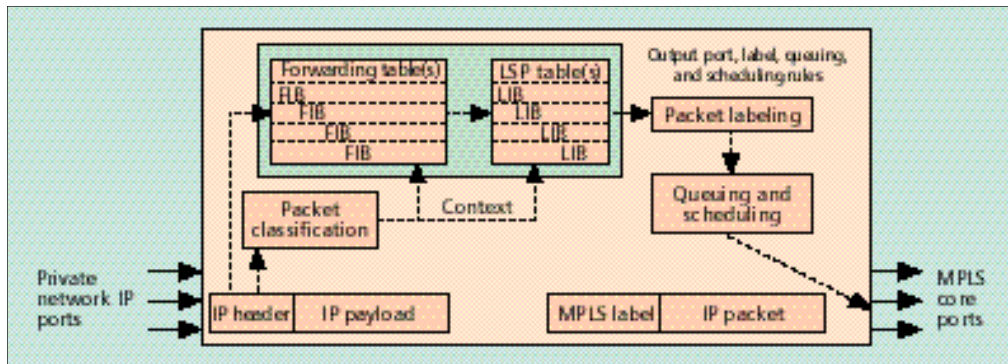 Output port, label, queuing,
and scheduling rules
Forwarding table(s)
FIB
FIB
FIB
FIB
LSP table(s)
LIB
LIB
LIB
LIB
Packet labeling
Packet
classification
Context
Queuing and
scheduling
Private
network IP
ports
IP header
IP payload
MPLS label
IP packet
MPLS
core
ports